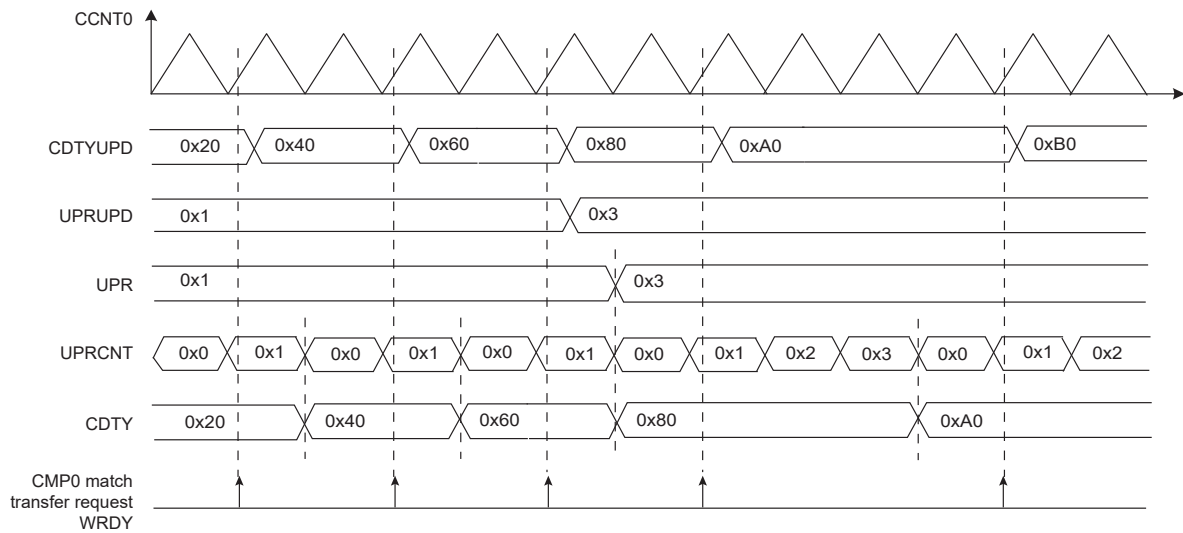 CCNT0
CDTYUPD 0x20 0x40 0x60 0x80 0xA0 0xB0
UPRUPD 0x1 0x3
UPR 0x1 0x3
UPRCNT 0x0 0x1 0x0 0x1 0x0 0x1 0x0 0x1 0x2 0x3 0x0 0x1 0x2
CDTY 0x20 0x40 0x60 0x80 0xA0
CMP0 match
transfer request
WRDY